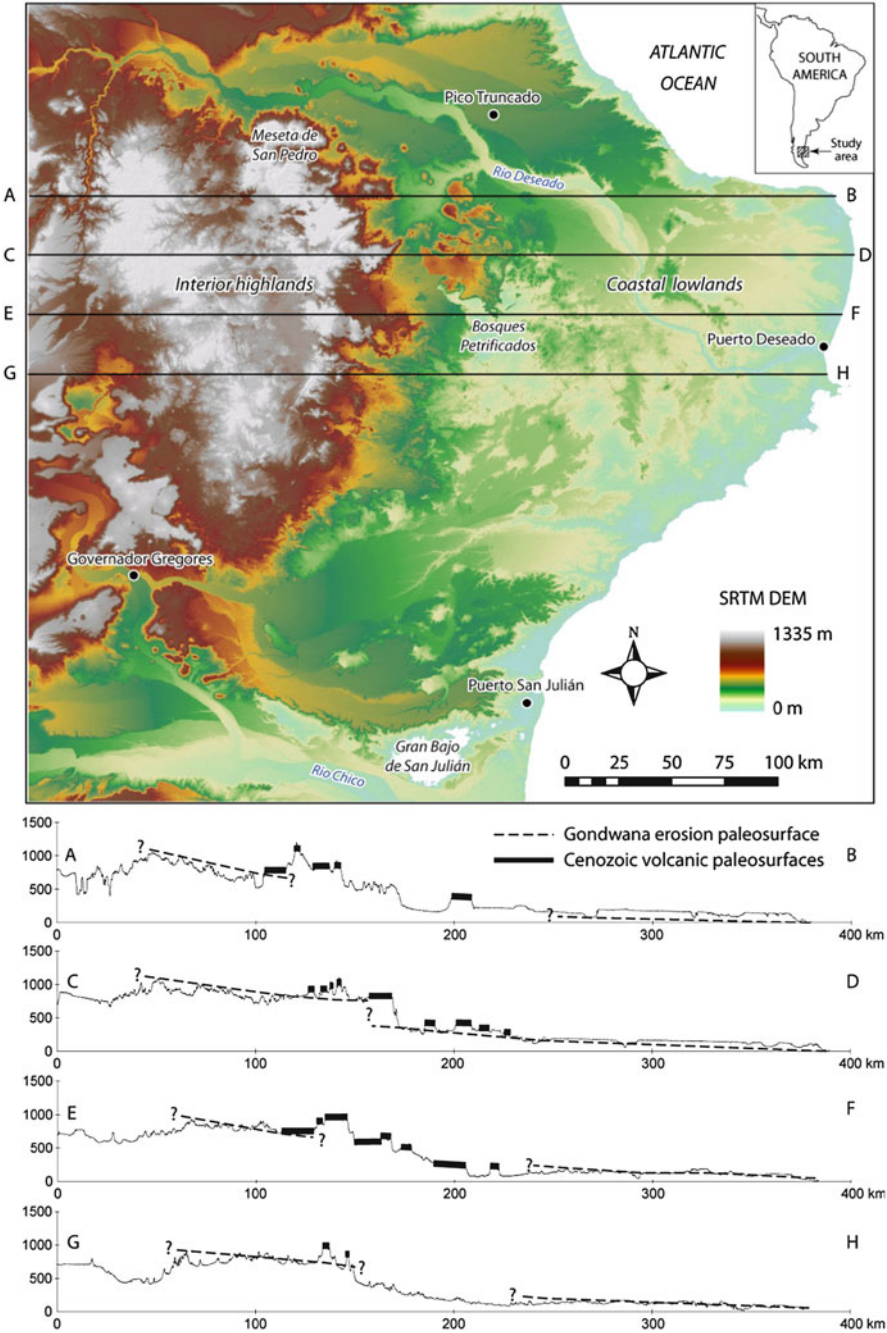 ATLANTIC
OCEAN
SOUTH
AMERICA
Study
area
Pico Truncado
Meseta de
San Pedro
Rio Deseado
A
B
C
D
Interior highlands
Coastal lowlands
E
F
Bosques
Petrificados
Puerto Deseado
G
H
Governador Gregores
SRTM DEM
1335 m
0 m
N
Puerto San Julián
Gran Bajo
de San Julián
Rio Chico
0 25 50 75 100 km
1500
1000
500
0
A
B
?
?
?
Gondwana erosion paleosurface
Cenozoic volcanic paleosurfaces
0 100 200 300 400 km
1500
1000
500
0
C
D
?
?
0 100 200 300 400 km
1500
1000
500
0
E
F
?
?
?
0 100 200 300 400 km
1500
1000
500
0
G
H
?
?
?
0 100 200 300 400 km